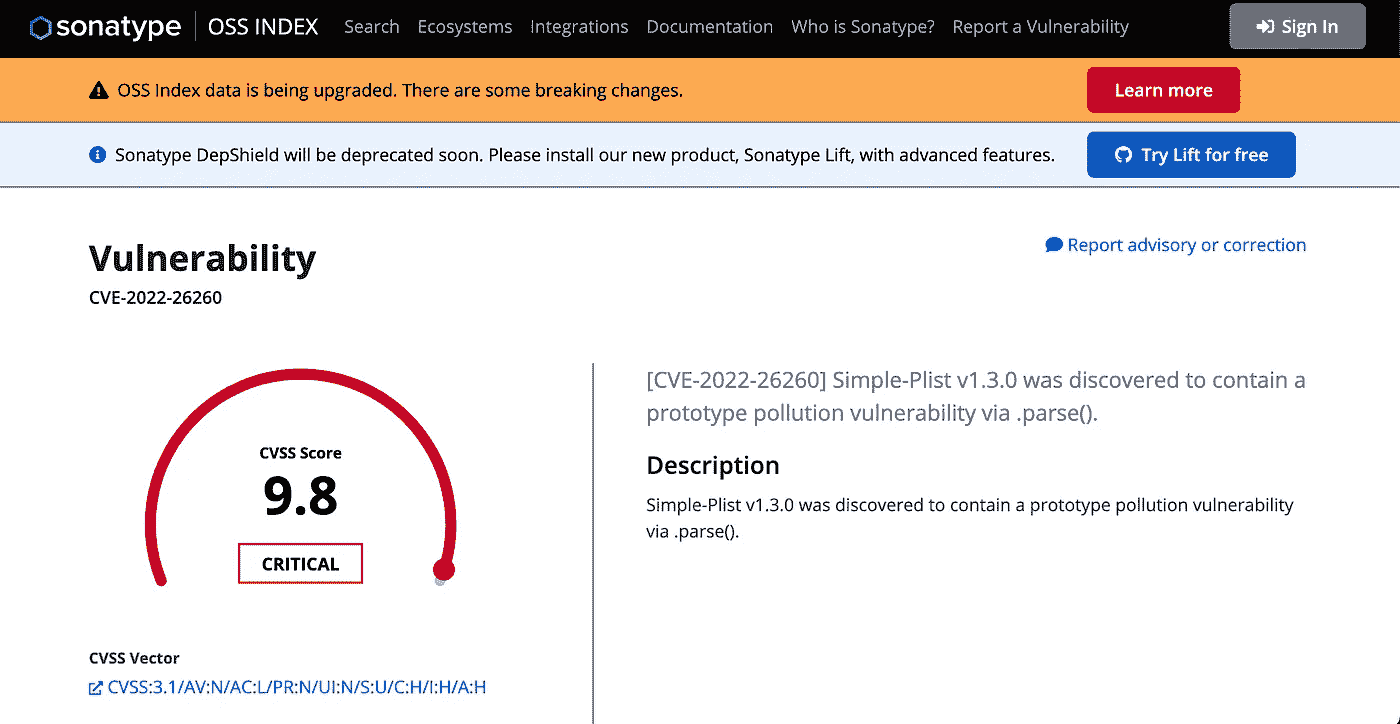 sonatype OSS INDEX Search Ecosystems Integrations Documentation Who is Sonatype? Report a Vulnerability Sign In
OSS Index data is being upgraded. There are some breaking changes. Learn more
Sonatype DepShield will be deprecated soon. Please install our new product, Sonatype Lift, with advanced features. Try Lift for free
Vulnerability
CVE-2022-26260
Report advisory or correction
CVSS Score
9.8
CRITICAL
CVSS Vector
CVSS:3.1/AV:N/AC:L/PR:N/UI:N/S:U/C:H/I:H/A:H
[CVE-2022-26260] Simple-Plist v1.3.0 was discovered to contain a
prototype pollution vulnerability via .parse().
Description
Simple-Plist v1.3.0 was discovered to contain a prototype pollution vulnerability
via .parse().